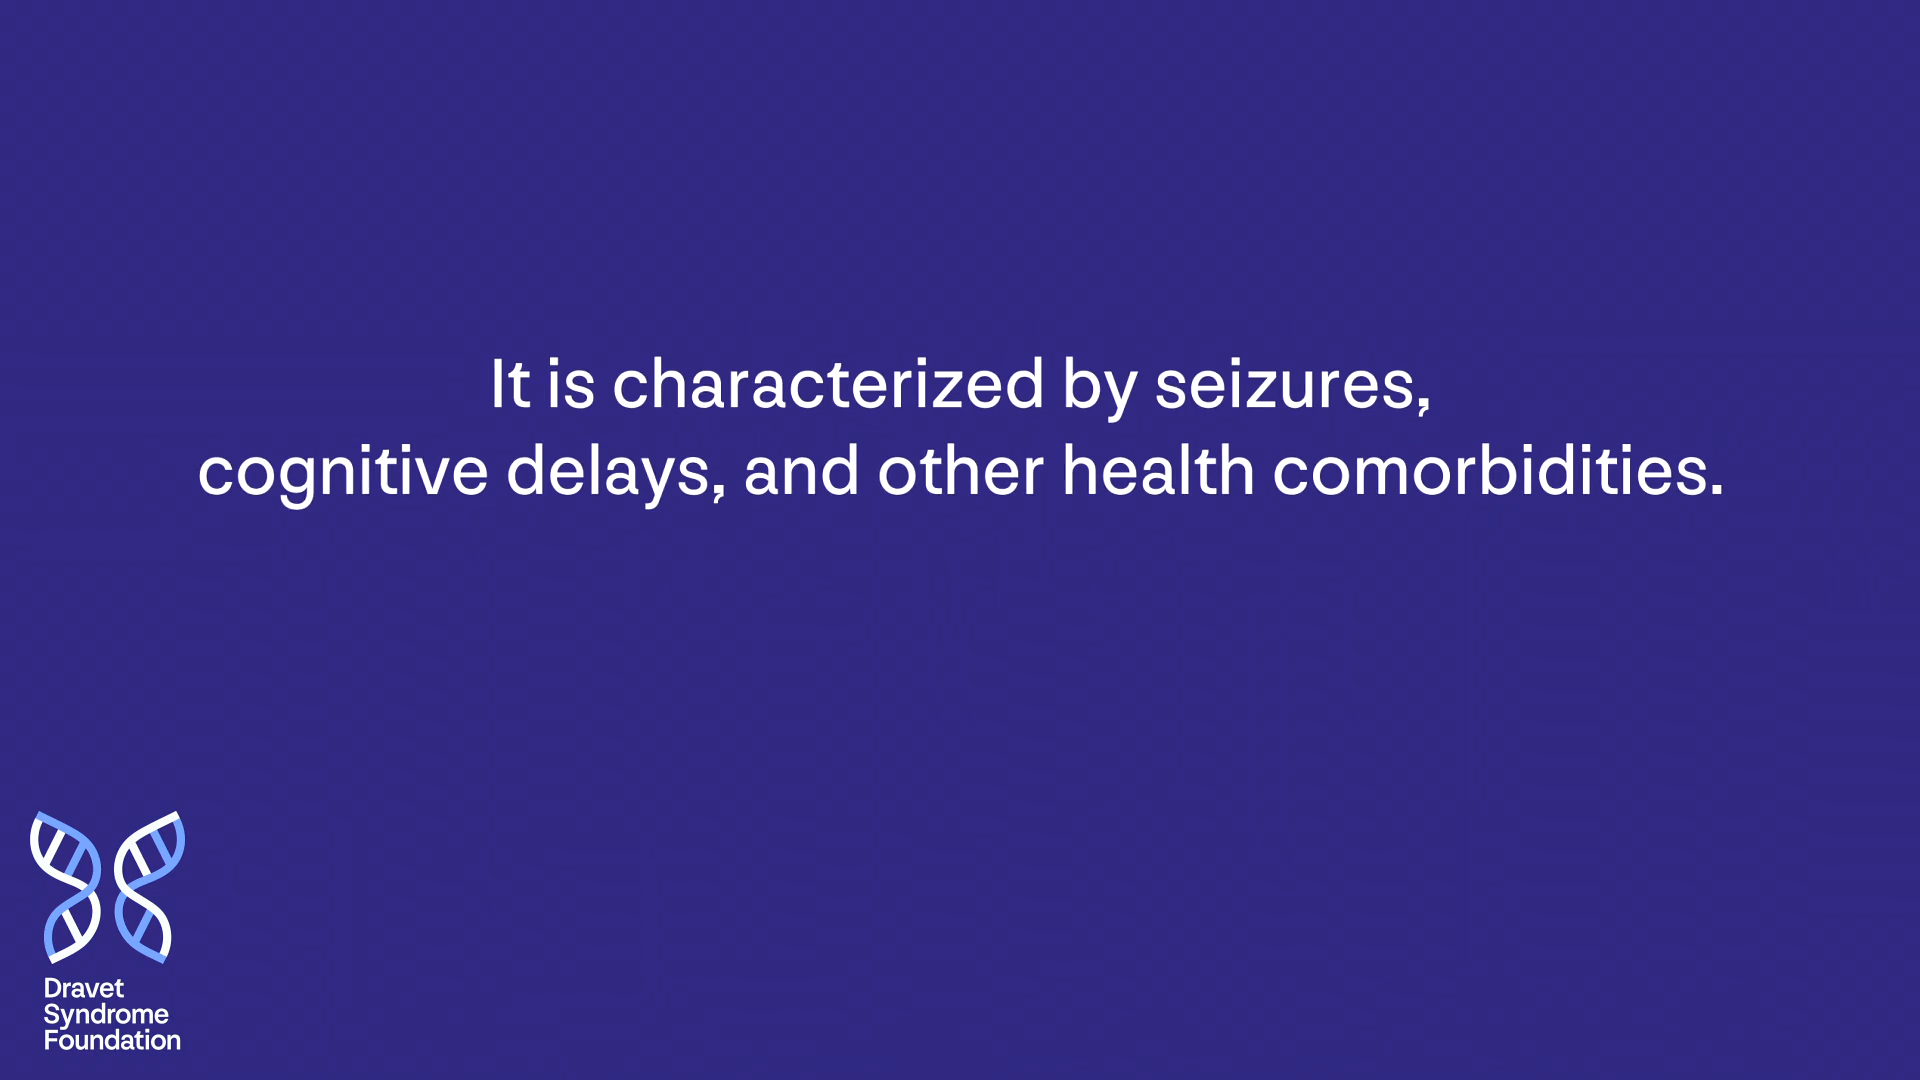 It is characterized by seizures,
cognitive delays, and other health comorbidities.
Dravet
Syndrome
Foundation